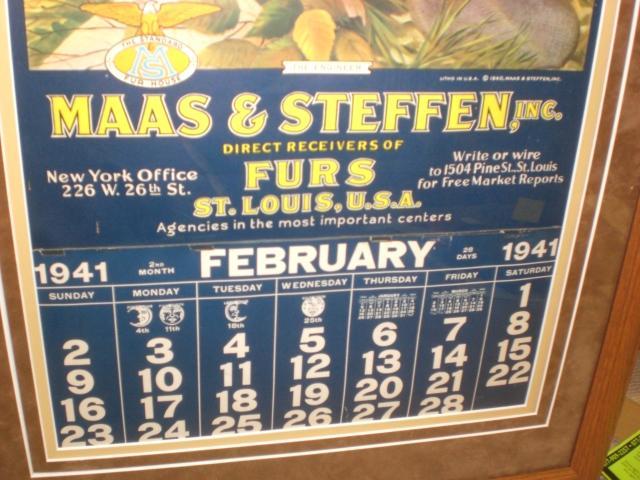 THE STANDARD
MS
FUR HOUSE
THE ENGINEER
LITHO IN U.S.A. © 1940, MAAS & STEFFEN, INC.
MAAS & STEFFEN, INC.
DIRECT RECEIVERS OF
FURS
ST. LOUIS, U.S.A.
New York Office
226 W. 26th St.
Write or wire
to 1504 Pine St., St. Louis
for Free Market Reports
Agencies in the most important centers
1941 2ND MONTH FEBRUARY 28 DAYS 1941
SUNDAY MONDAY TUESDAY WEDNESDAY THURSDAY FRIDAY SATURDAY
4th 11th 18th 25th JANUARY MARCH 1
2 3 4 5 6 7 8
9 10 11 12 13 14 15
16 17 18 19 20 21 22
23 24 25 26 27 28